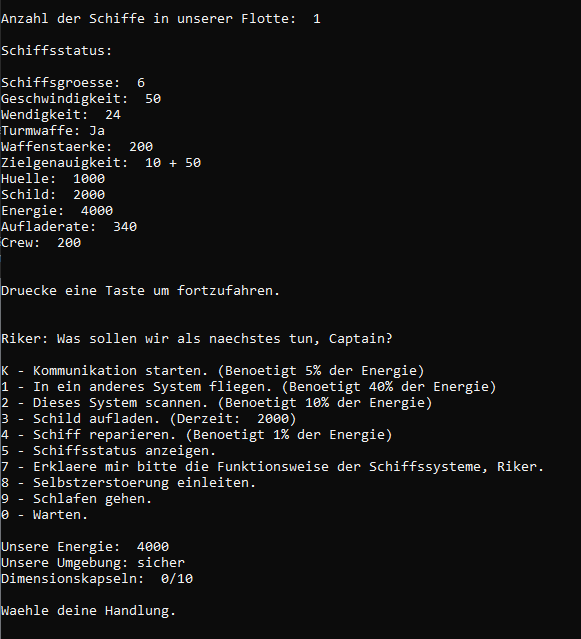 Anzahl der Schiffe in unserer Flotte:  1
Schiffsstatus:
Schiffsgroesse:  6
Geschwindigkeit:  50
Wendigkeit:  24
Turmwaffe: Ja
Waffenstaerke:  200
Zielgenauigkeit:  10 + 50
Huelle:  1000
Schild:  2000
Energie:  4000
Aufladerate:  340
Crew:  200
Druecke eine Taste um fortzufahren.
Riker: Was sollen wir als naechstes tun, Captain?
K - Kommunikation starten. (Benoetigt 5% der Energie)
1 - In ein anderes System fliegen. (Benoetigt 40% der Energie)
2 - Dieses System scannen. (Benoetigt 10% der Energie)
3 - Schild aufladen. (Derzeit:  2000)
4 - Schiff reparieren. (Benoetigt 1% der Energie)
5 - Schiffsstatus anzeigen.
7 - Erklaere mir bitte die Funktionsweise der Schiffssysteme, Riker.
8 - Selbstzerstoerung einleiten.
9 - Schlafen gehen.
0 - Warten.
Unsere Energie:  4000
Unsere Umgebung: sicher
Dimensionskapseln:  0/10
Waehle deine Handlung.